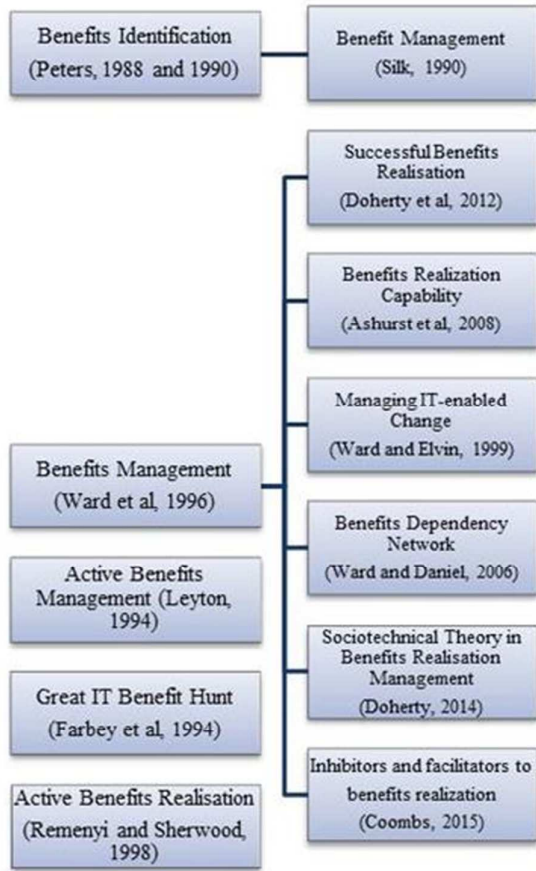 Benefits Identification
(Peters, 1988 and 1990)
Benefit Management
(Silk, 1990)
Benefits Management
(Ward et al, 1996)
Successful Benefits
Realisation
(Doherty et al, 2012)
Benefits Realization
Capability
(Ashurst et al, 2008)
Managing IT-enabled
Change
(Ward and Elvin, 1999)
Benefits Dependency
Network
(Ward and Daniel, 2006)
Sociotechnical Theory in
Benefits Realisation
Management
(Doherty, 2014)
Inhibitors and facilitators to
benefits realization
(Coombs, 2015)
Active Benefits
Management (Leyton,
1994)
Great IT Benefit Hunt
(Farbey et al, 1994)
Active Benefits Realisation
(Remenyi and Sherwood,
1998)